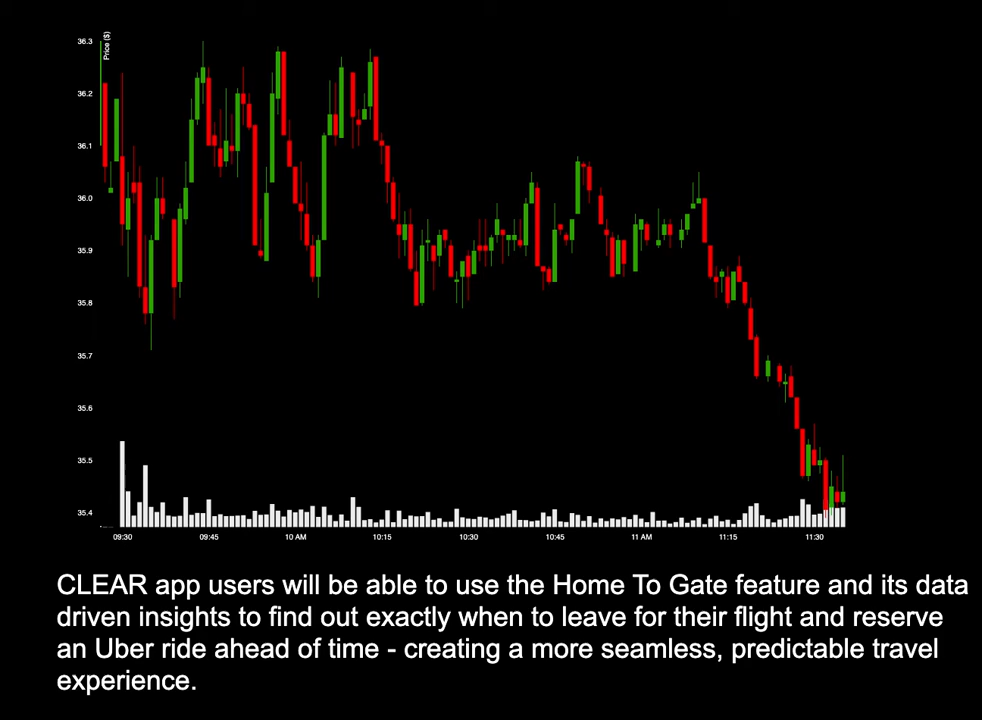 Price ($)
36.3
36.2
36.1
36.0
35.9
35.8
35.7
35.6
35.5
35.4
09:30 09:45 10 AM 10:15 10:30 10:45 11 AM 11:15 11:30
CLEAR app users will be able to use the Home To Gate feature and its data
driven insights to find out exactly when to leave for their flight and reserve
an Uber ride ahead of time - creating a more seamless, predictable travel
experience.